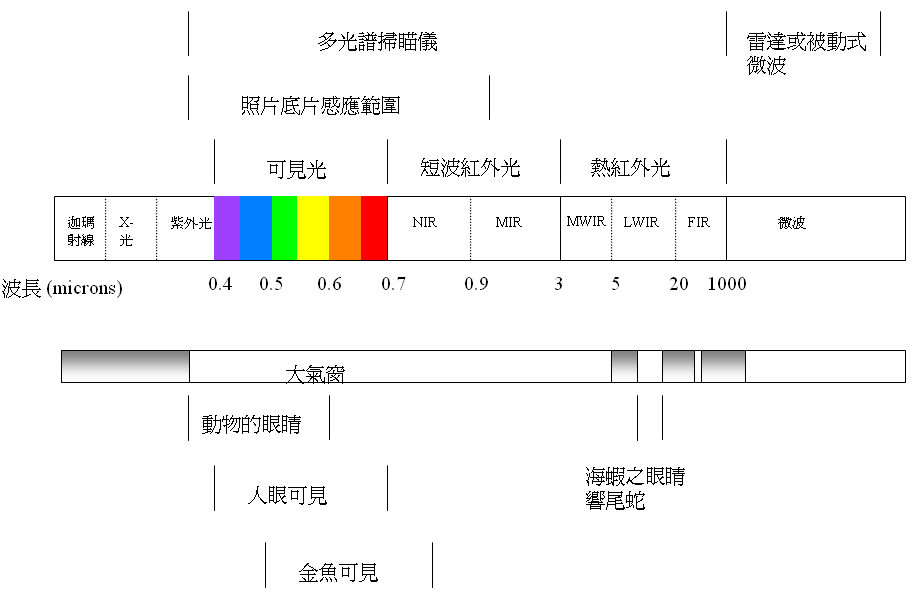 多光譜掃瞄儀
雷達或被動式
微波
照片底片感應範圍
可見光
短波紅外光
熱紅外光
迦瑪
射線
X-
光
紫外光
NIR
MIR
MWIR
LWIR
FIR
微波
波長 (microns)
0.4
0.5
0.6
0.7
0.9
3
5
20
1000
大氣窗
動物的眼睛
海蝦之眼睛
響尾蛇
人眼可見
金魚可見